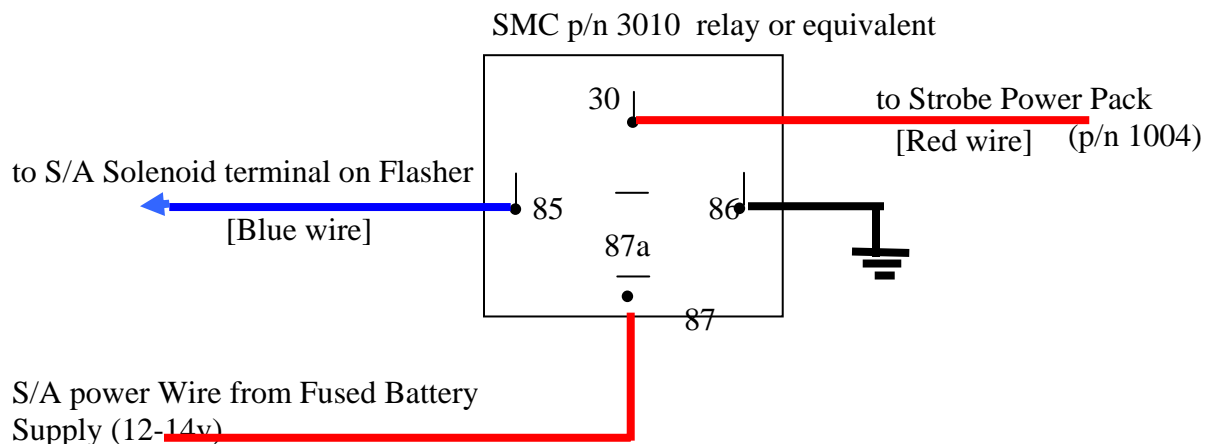 SMC p/n 3010 relay or equivalent
30
to Strobe Power Pack
[Red wire] (p/n 1004)
to S/A Solenoid terminal on Flasher
[Blue wire]
85
86
87a
87
S/A power Wire from Fused Battery
Supply (12-14v)